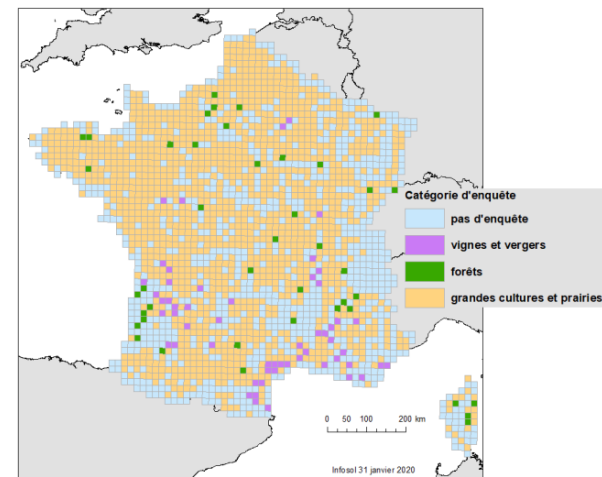 Catégorie d'enquête
pas d'enquête
vignes et vergers
forêts
grandes cultures et prairies
0 50 100 200 km
Infosol 31 janvier 2020